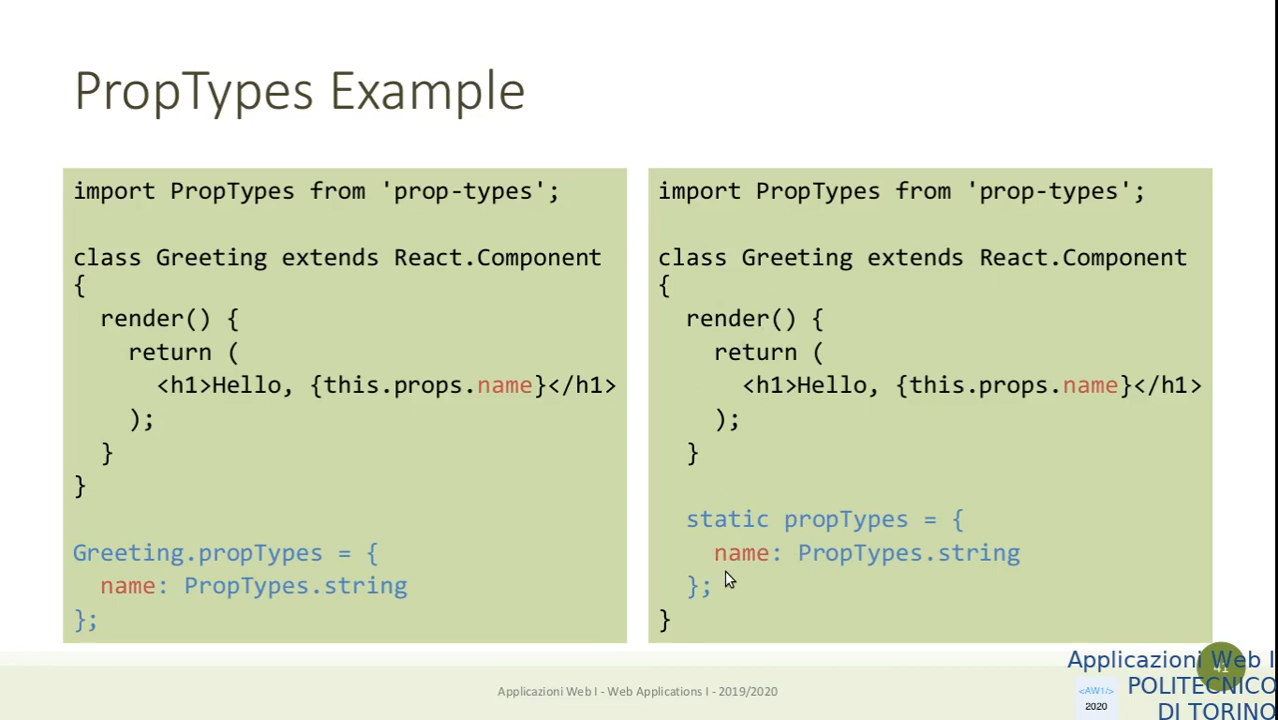 PropTypes Example
import PropTypes from 'prop-types';
class Greeting extends React.Component
{
render() {
return (
<h1>Hello, {this.props.name}</h1>
);
}
}
Greeting.propTypes = {
name: PropTypes.string
};
import PropTypes from 'prop-types';
class Greeting extends React.Component
{
render() {
return (
<h1>Hello, {this.props.name}</h1>
);
}
static propTypes = {
name: PropTypes.string
};
}
Applicazioni Web I - Web Applications I - 2019/2020
Applicazioni Web I
POLITECNICO
DI TORINO
<AW1/>
2020